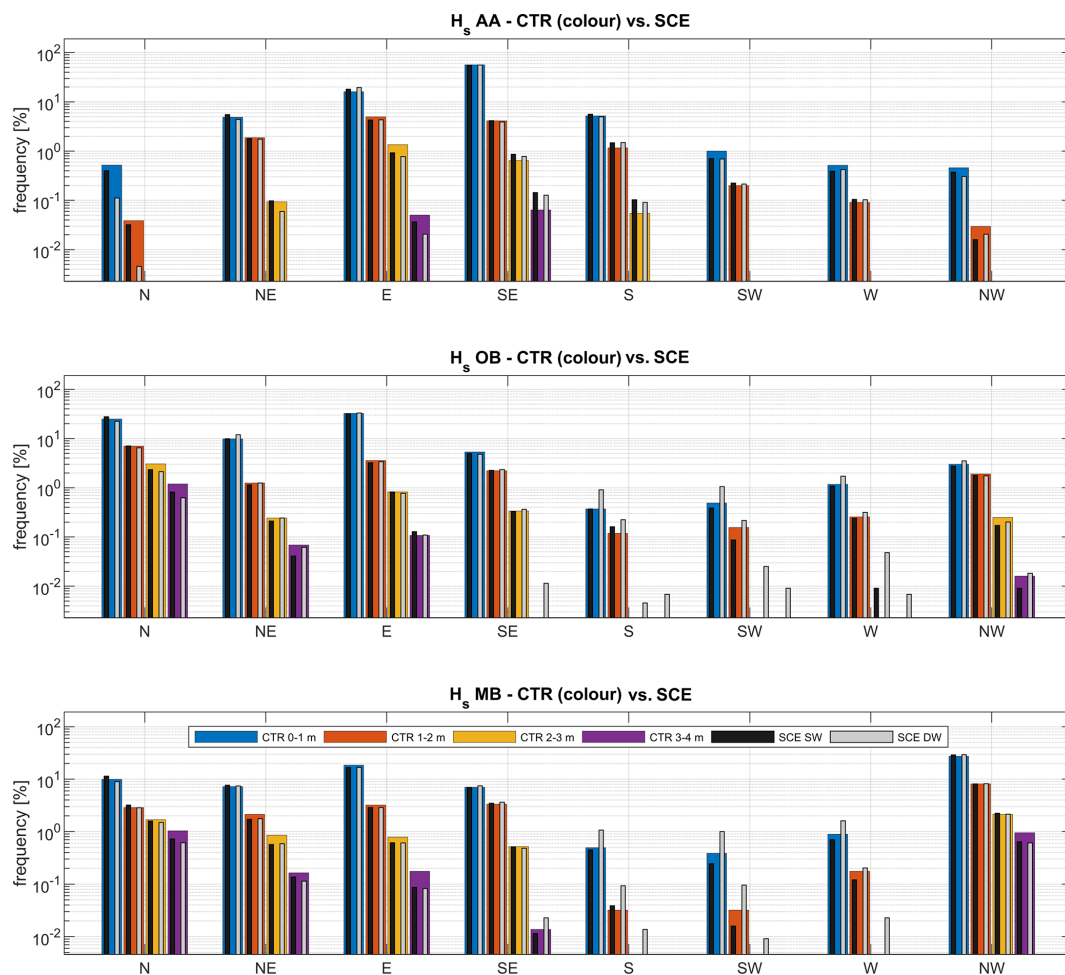 H_s AA - CTR (colour) vs. SCE
frequency [%]
10^2
10^1
10^0
10^-1
10^-2
N NE E SE S SW W NW
H_s OB - CTR (colour) vs. SCE
frequency [%]
10^2
10^1
10^0
10^-1
10^-2
N NE E SE S SW W NW
H_s MB - CTR (colour) vs. SCE
CTR 0-1 m CTR 1-2 m CTR 2-3 m CTR 3-4 m SCE SW SCE DW
frequency [%]
10^2
10^1
10^0
10^-1
10^-2
N NE E SE S SW W NW